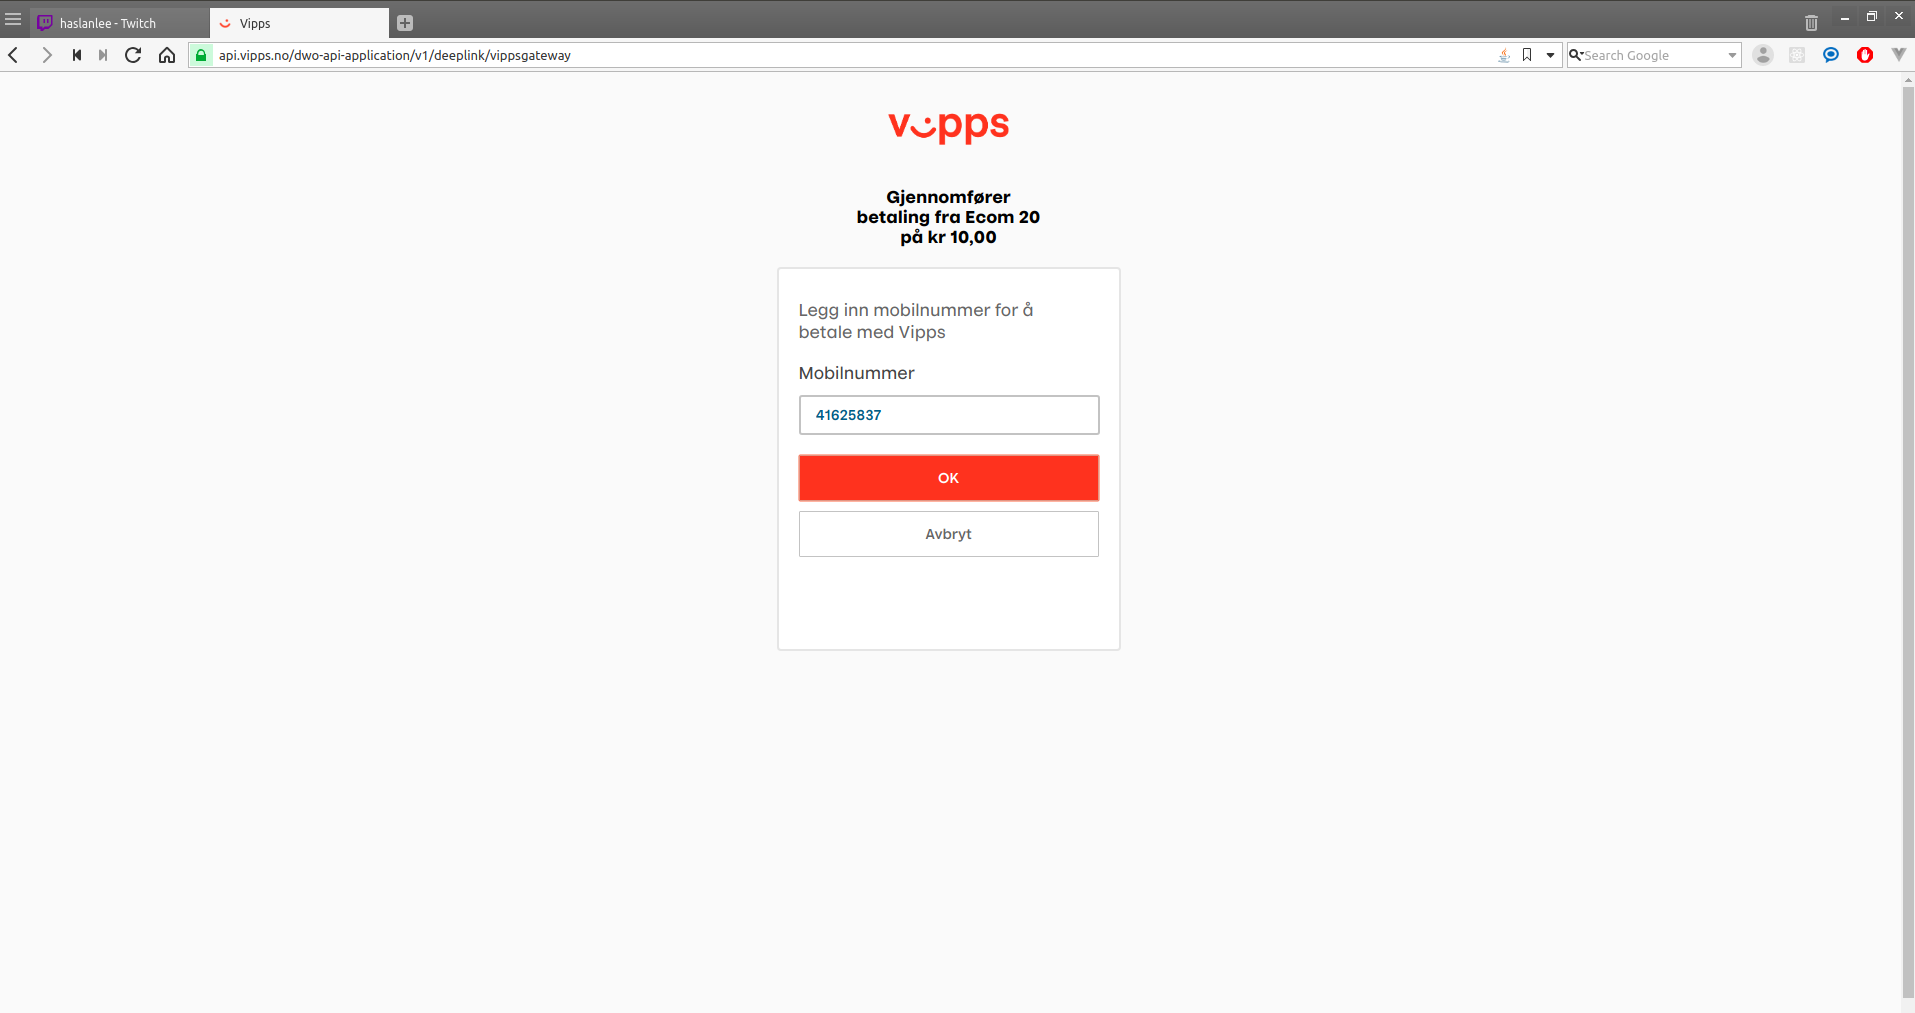 haslanlee - Twitch
Vipps
api.vipps.no/dwo-api-application/v1/deeplink/vippsgateway
Search Google
vipps
Gjennomfører
betaling fra Ecom 20
på kr 10,00
Legg inn mobilnummer for å
betale med Vipps
Mobilnummer
41625837
OK
Avbryt